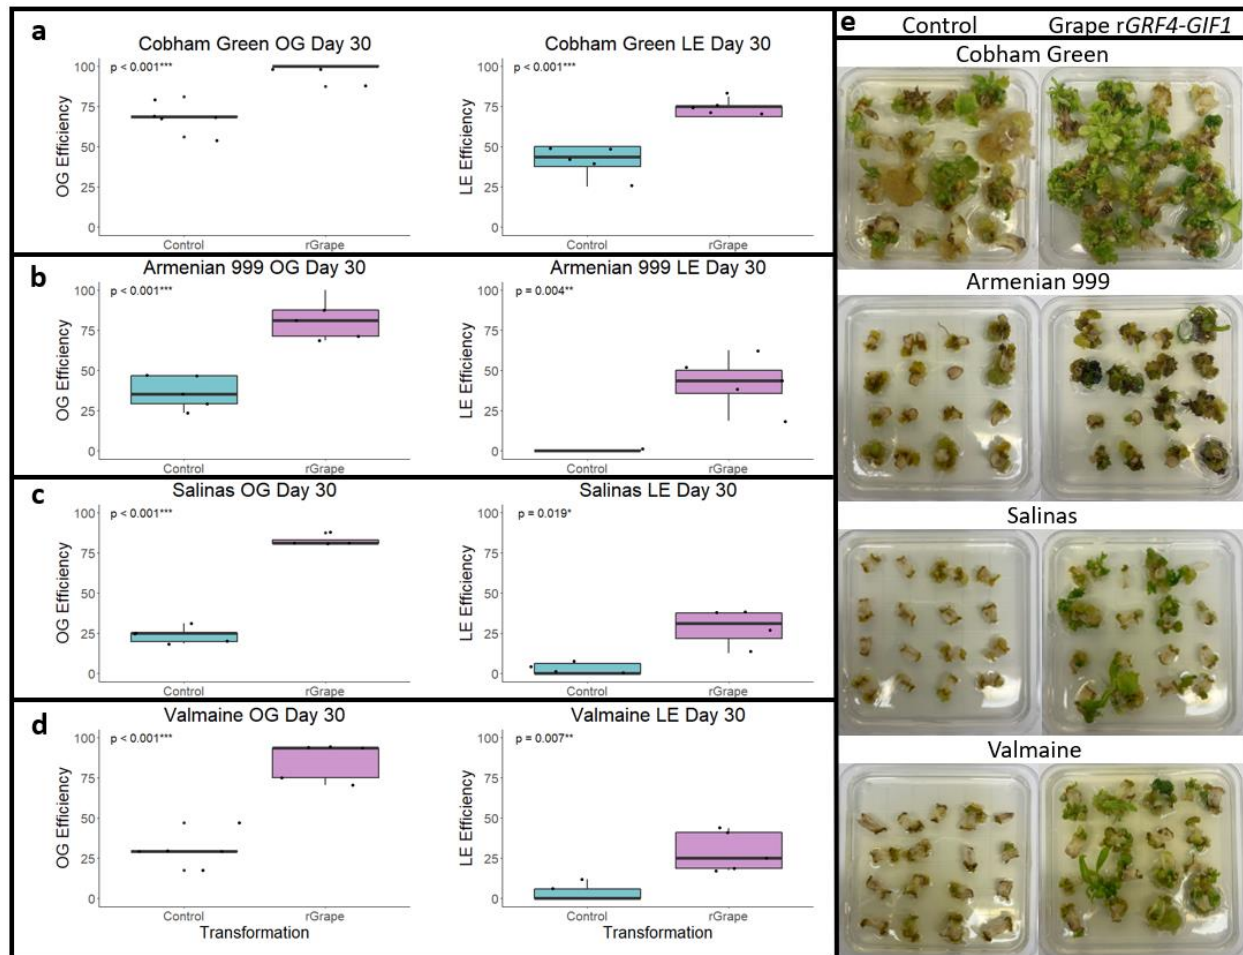 a
Cobham Green OG Day 30
p < 0.001***
OG Efficiency
100
75
50
25
0
Control
rGrape
Cobham Green LE Day 30
p < 0.001***
LE Efficiency
100
75
50
25
0
Control
rGrape
b
Armenian 999 OG Day 30
p < 0.001***
OG Efficiency
100
75
50
25
0
Control
rGrape
Armenian 999 LE Day 30
p = 0.004**
LE Efficiency
100
75
50
25
0
Control
rGrape
c
Salinas OG Day 30
p < 0.001***
OG Efficiency
100
75
50
25
0
Control
rGrape
Salinas LE Day 30
p = 0.019*
LE Efficiency
100
75
50
25
0
Control
rGrape
d
Valmaine OG Day 30
p < 0.001***
OG Efficiency
100
75
50
25
0
Control
rGrape
Transformation
Valmaine LE Day 30
p = 0.007**
LE Efficiency
100
75
50
25
0
Control
rGrape
Transformation
e
Control
Grape rGRF4-GIF1
Cobham Green
Armenian 999
Salinas
Valmaine